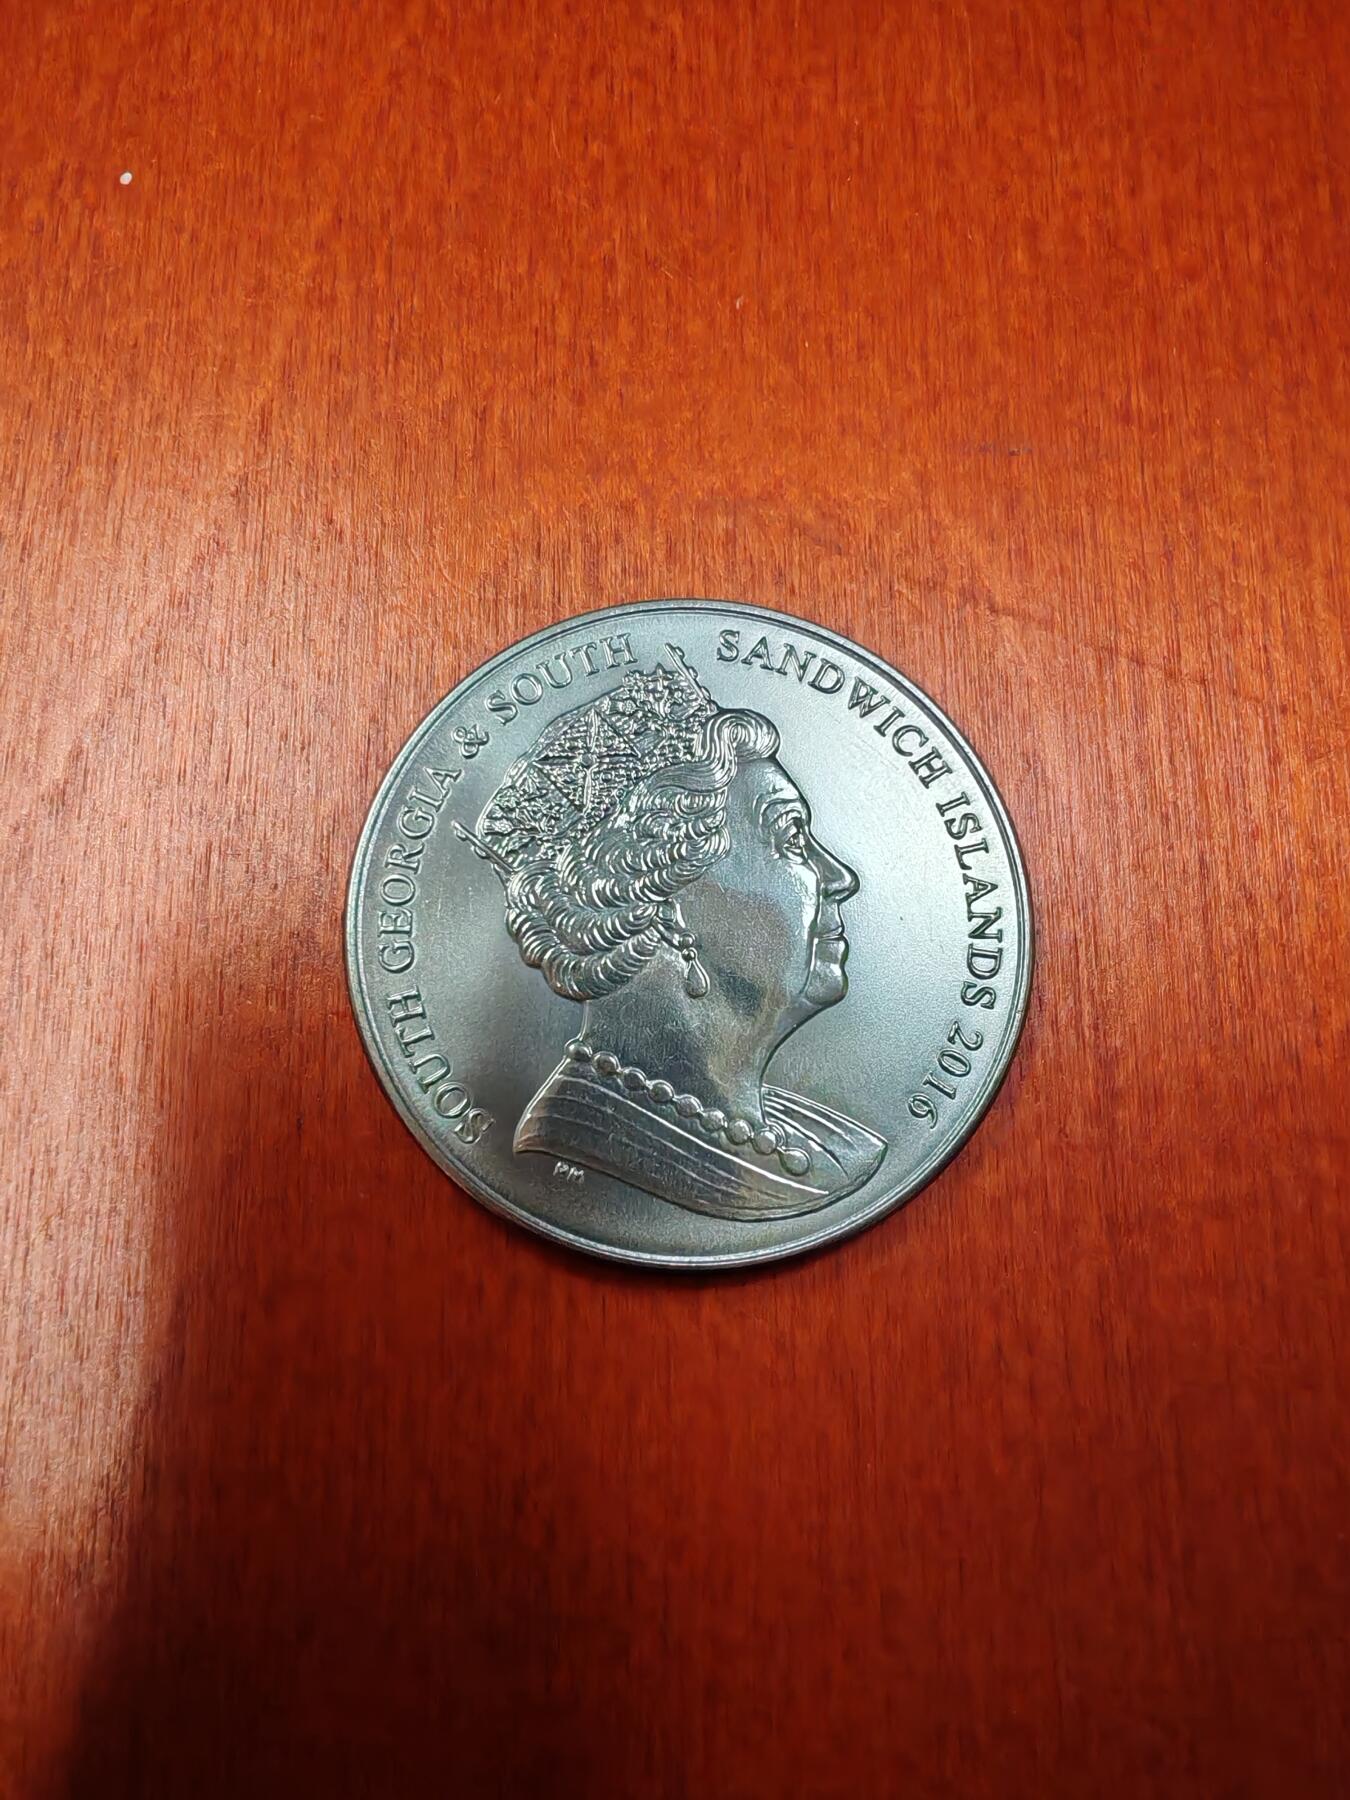 SOUTH GEORGIA & SOUTH SANDWICH ISLANDS 2016
PM